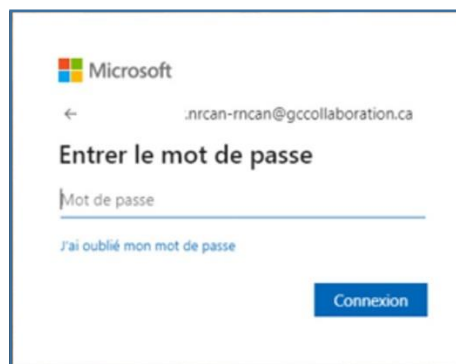 Microsoft
← .nrcan-rncan@gccollaboration.ca
Entrer le mot de passe
Mot de passe
J'ai oublié mon mot de passe
Connexion